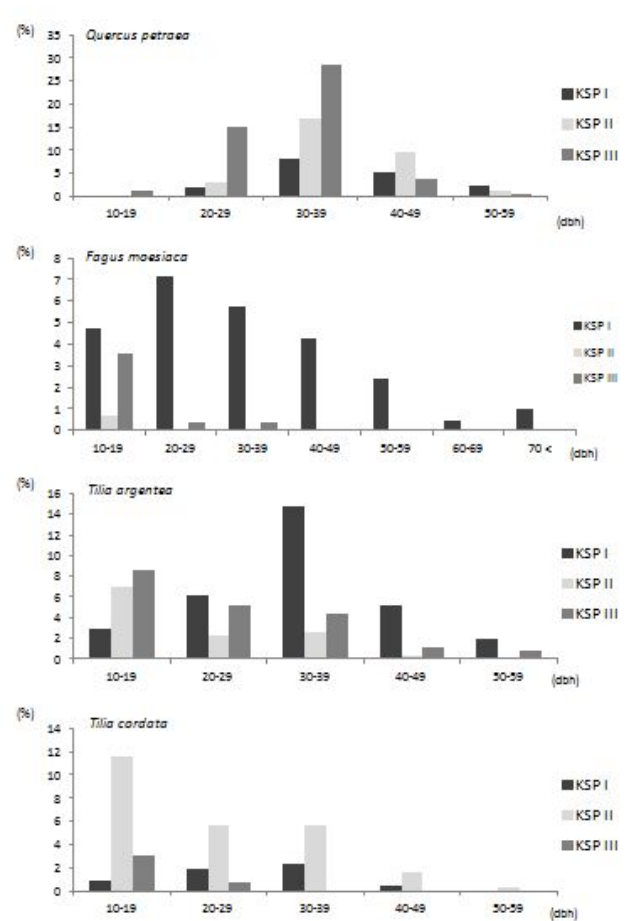 (%) Quercus petraea
35
30
25
20
15
10
5
0
10-19 20-29 30-39 40-49 50-59 (dbh)
KSP I
KSP II
KSP III
(%) Fagus moesiaca
8
7
6
5
4
3
2
1
0
10-19 20-29 30-39 40-49 50-59 60-69 70 < (dbh)
KSP I
KSP II
KSP III
(%) Tilia argentea
16
14
12
10
8
6
4
2
0
10-19 20-29 30-39 40-49 50-59 (dbh)
KSP I
KSP II
KSP III
(%) Tilia cordata
14
12
10
8
6
4
2
0
10-19 20-29 30-39 40-49 50-59 (dbh)
KSP I
KSP II
KSP III